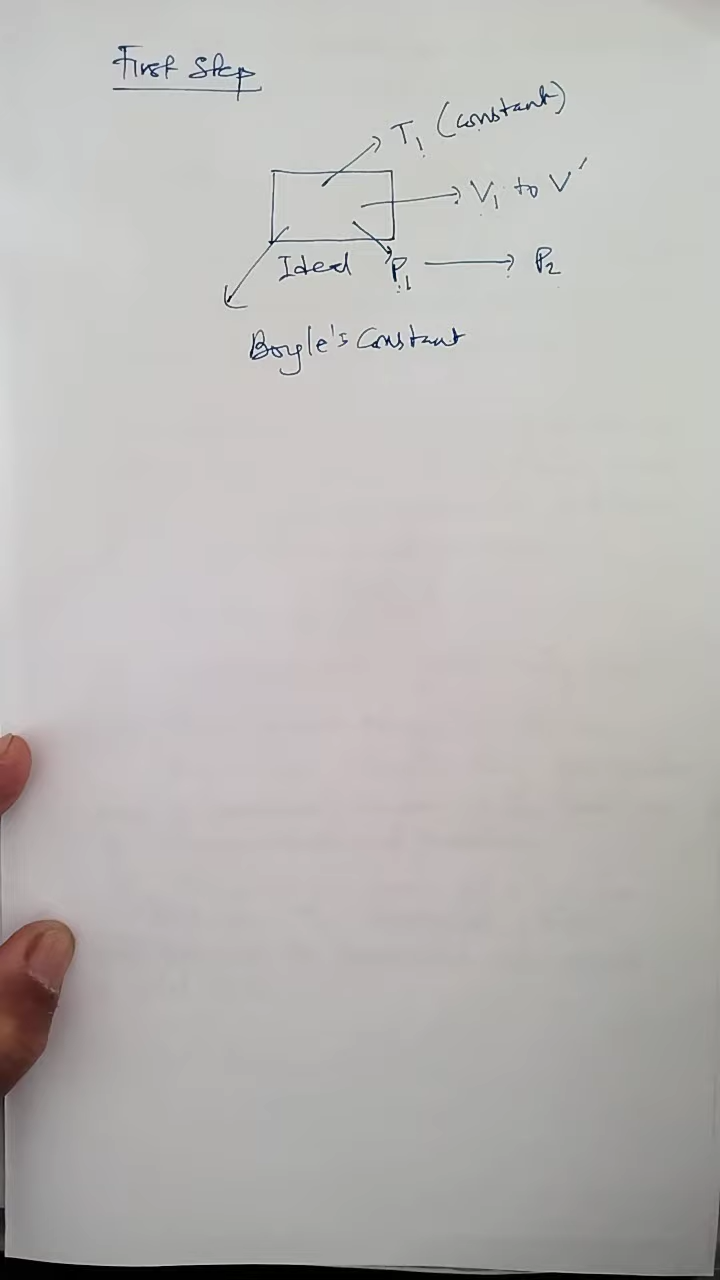 First Step
T₁ (constant)
V₁ to V′
Ideal P₁ → P₂
Boyle's Constant